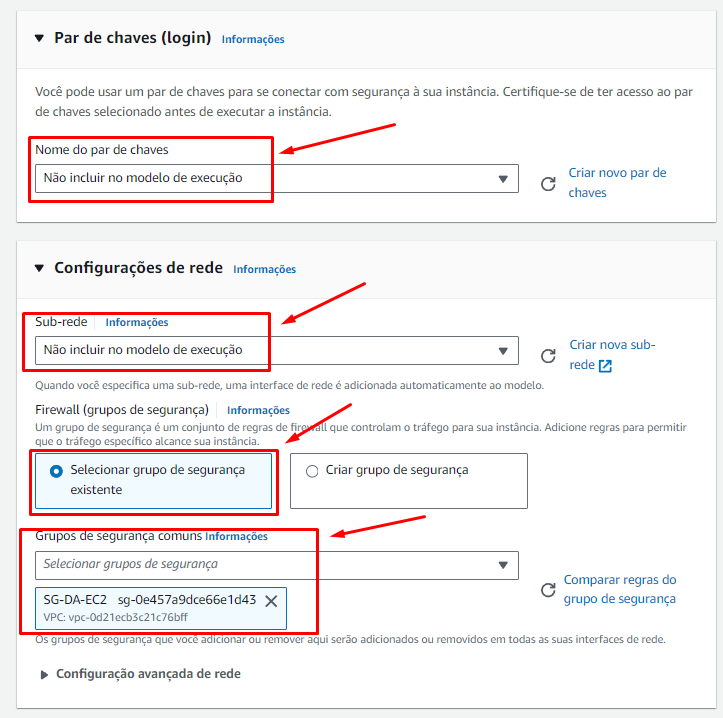 Par de chaves (login) Informações
Você pode usar um par de chaves para se conectar com segurança à sua instância. Certifique-se de ter acesso ao par
de chaves selecionado antes de executar a instância.
Nome do par de chaves
Não incluir no modelo de execução
Criar novo par de
chaves
Configurações de rede Informações
Sub-rede Informações
Não incluir no modelo de execução
Criar nova sub-
rede
Quando você especifica uma sub-rede, uma interface de rede é adicionada automaticamente ao modelo.
Firewall (grupos de segurança) Informações
Um grupo de segurança é um conjunto de regras de firewall que controlam o tráfego para sua instância. Adicione regras para permitir
que o tráfego específico alcance sua instância.
Selecionar grupo de segurança
existente
Criar grupo de segurança
Grupos de segurança comuns Informações
Selecionar grupos de segurança
SG-DA-EC2 sg-0e457a9dce66e1d43
VPC: vpc-0d21ecb3c21c76bff
Comparar regras do
grupo de segurança
Os grupos de segurança que você adicionar ou remover aqui serão adicionados ou removidos em todas as suas interfaces de rede.
Configuração avançada de rede